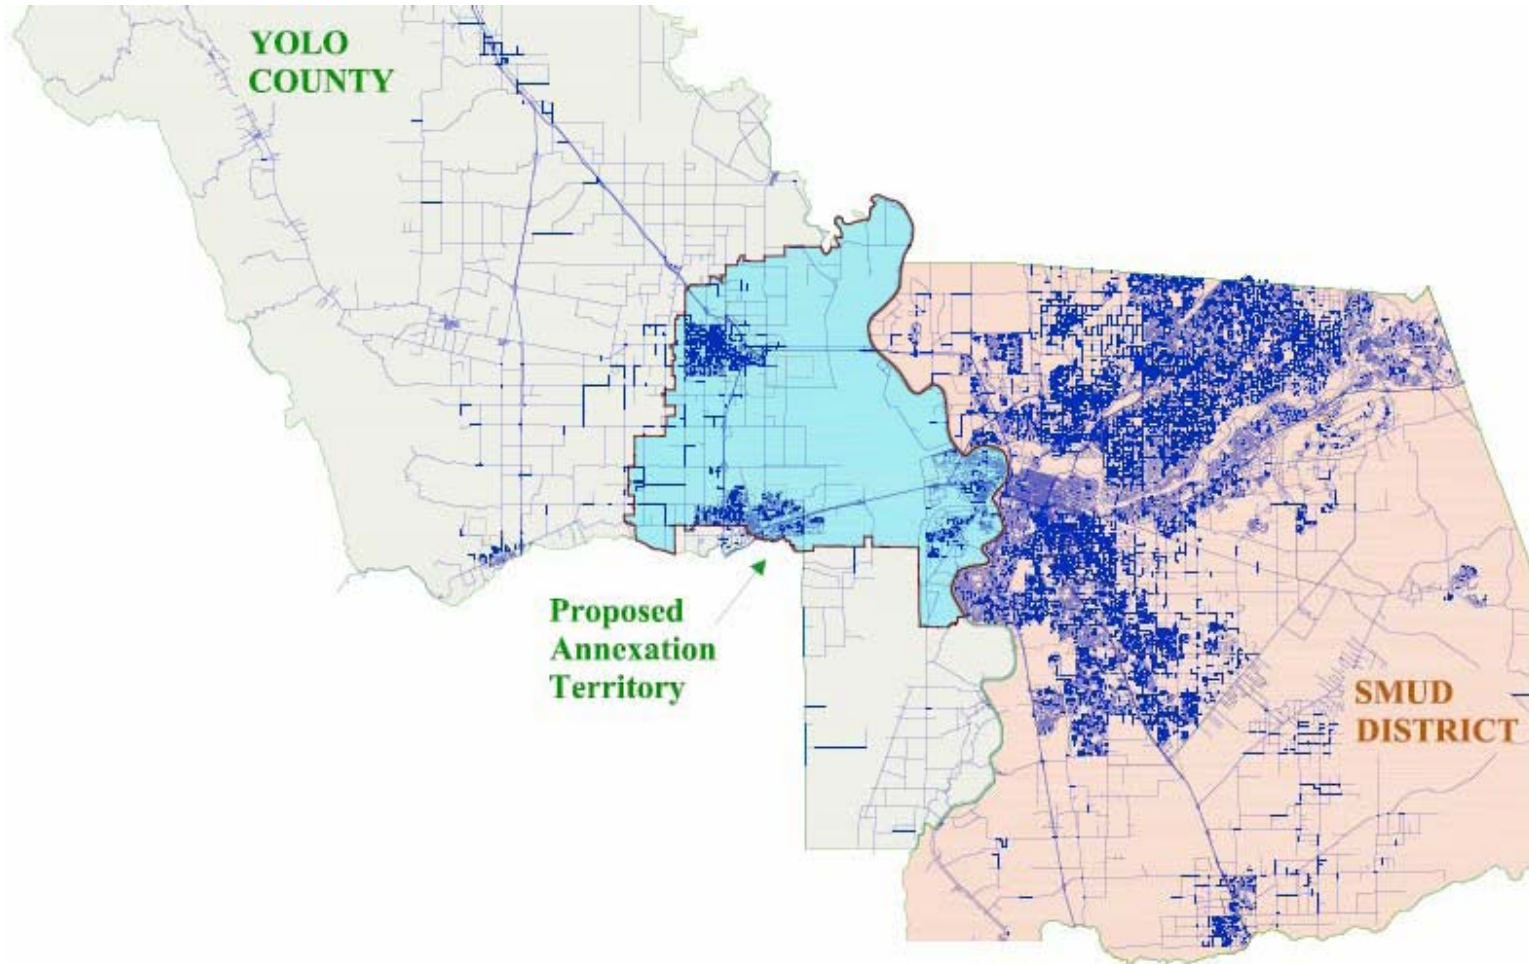 YOLO
COUNTY
Proposed
Annexation
Territory
SMUD
DISTRICT